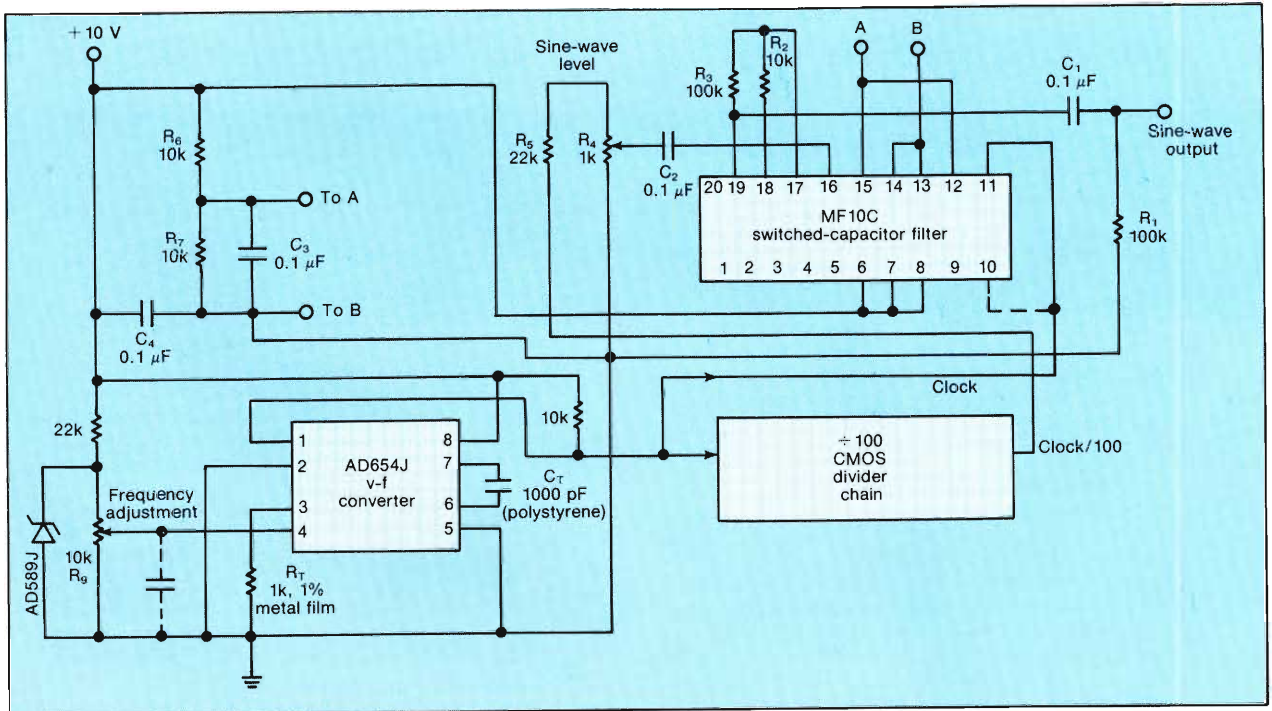 + 10 V
R6
10k
R7
10k
To A
C3
0.1 μF
To B
C4
0.1 μF
Sine-wave
level
R5
22k
R4
1k
C2
0.1 μF
R3
100k
R2
10k
A
B
C1
0.1 μF
Sine-wave
output
R1
100k
20 19 18 17 16 15 14 13 12 11
MF10C
switched-capacitor filter
1 2 3 4 5 6 7 8 9 10
Clock
22k
AD589J
Frequency
adjustment
10k
R9
1
2
3
4
AD654J
v-f
converter
8
7
6
5
10k
CT
1000 pF
(polystyrene)
RT
1k, 1%
metal film
÷ 100
CMOS
divider
chain
Clock/100